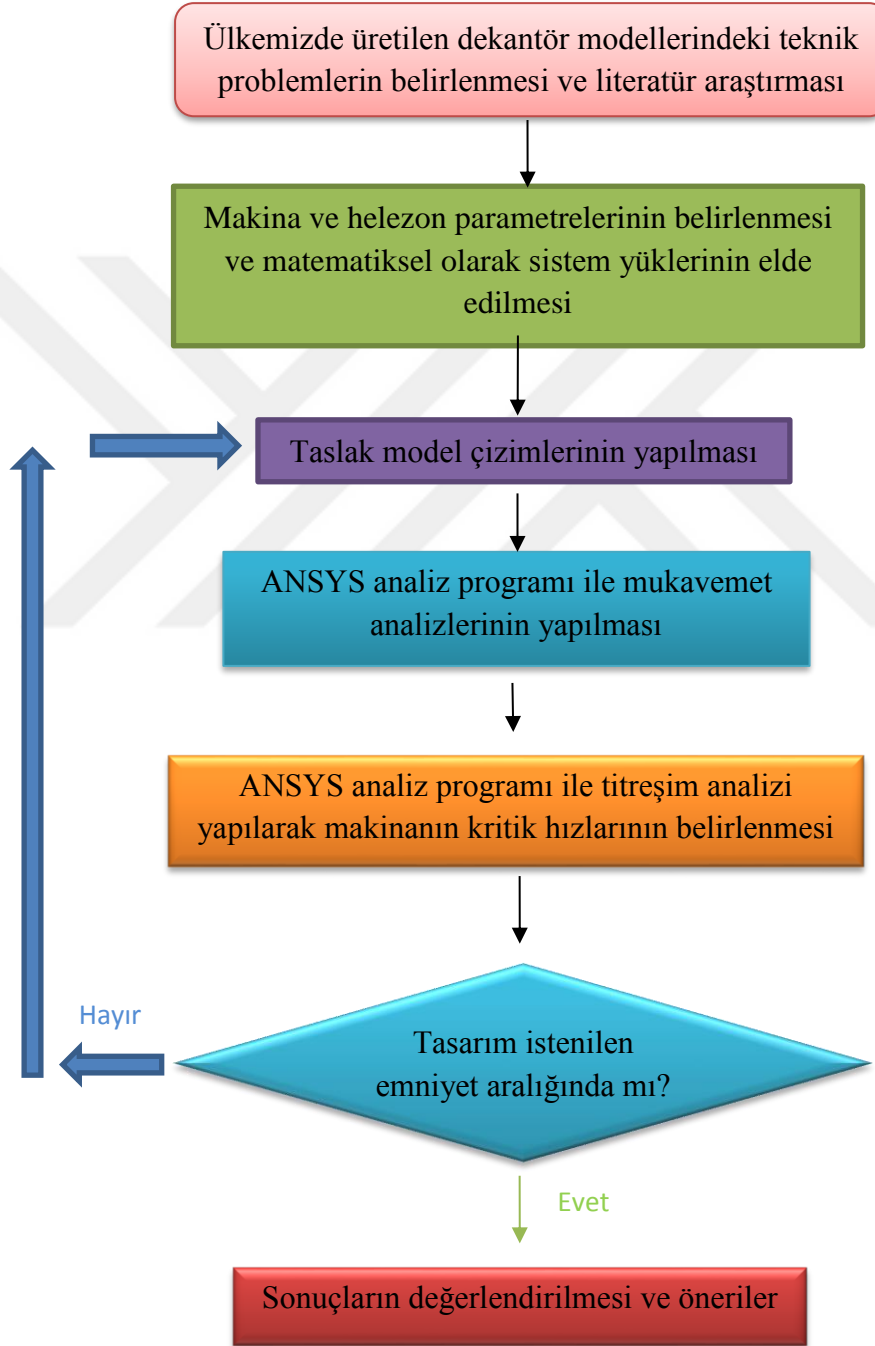 Ülkemizde üretilen dekantör modellerindeki teknik
problemlerin belirlenmesi ve literatür araştırması
Makina ve helezon parametrelerinin belirlenmesi
ve matematiksel olarak sistem yüklerinin elde
edilmesi
Taslak model çizimlerinin yapılması
ANSYS analiz programı ile mukavemet
analizlerinin yapılması
ANSYS analiz programı ile titreşim analizi
yapılarak makinanın kritik hızlarının belirlenmesi
Hayır
Tasarım istenilen
emniyet aralığında mı?
Evet
Sonuçların değerlendirilmesi ve öneriler